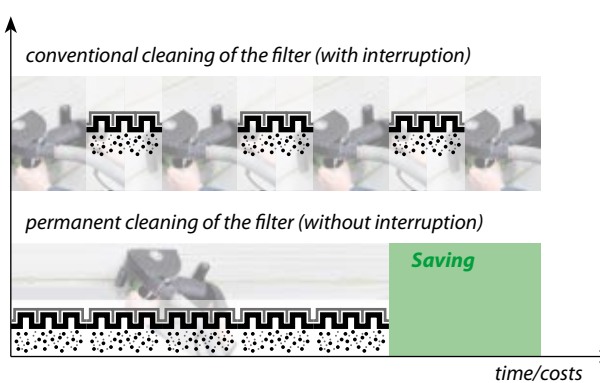 conventional cleaning of the filter (with interruption)
permanent cleaning of the filter (without interruption)
Saving
time/costs